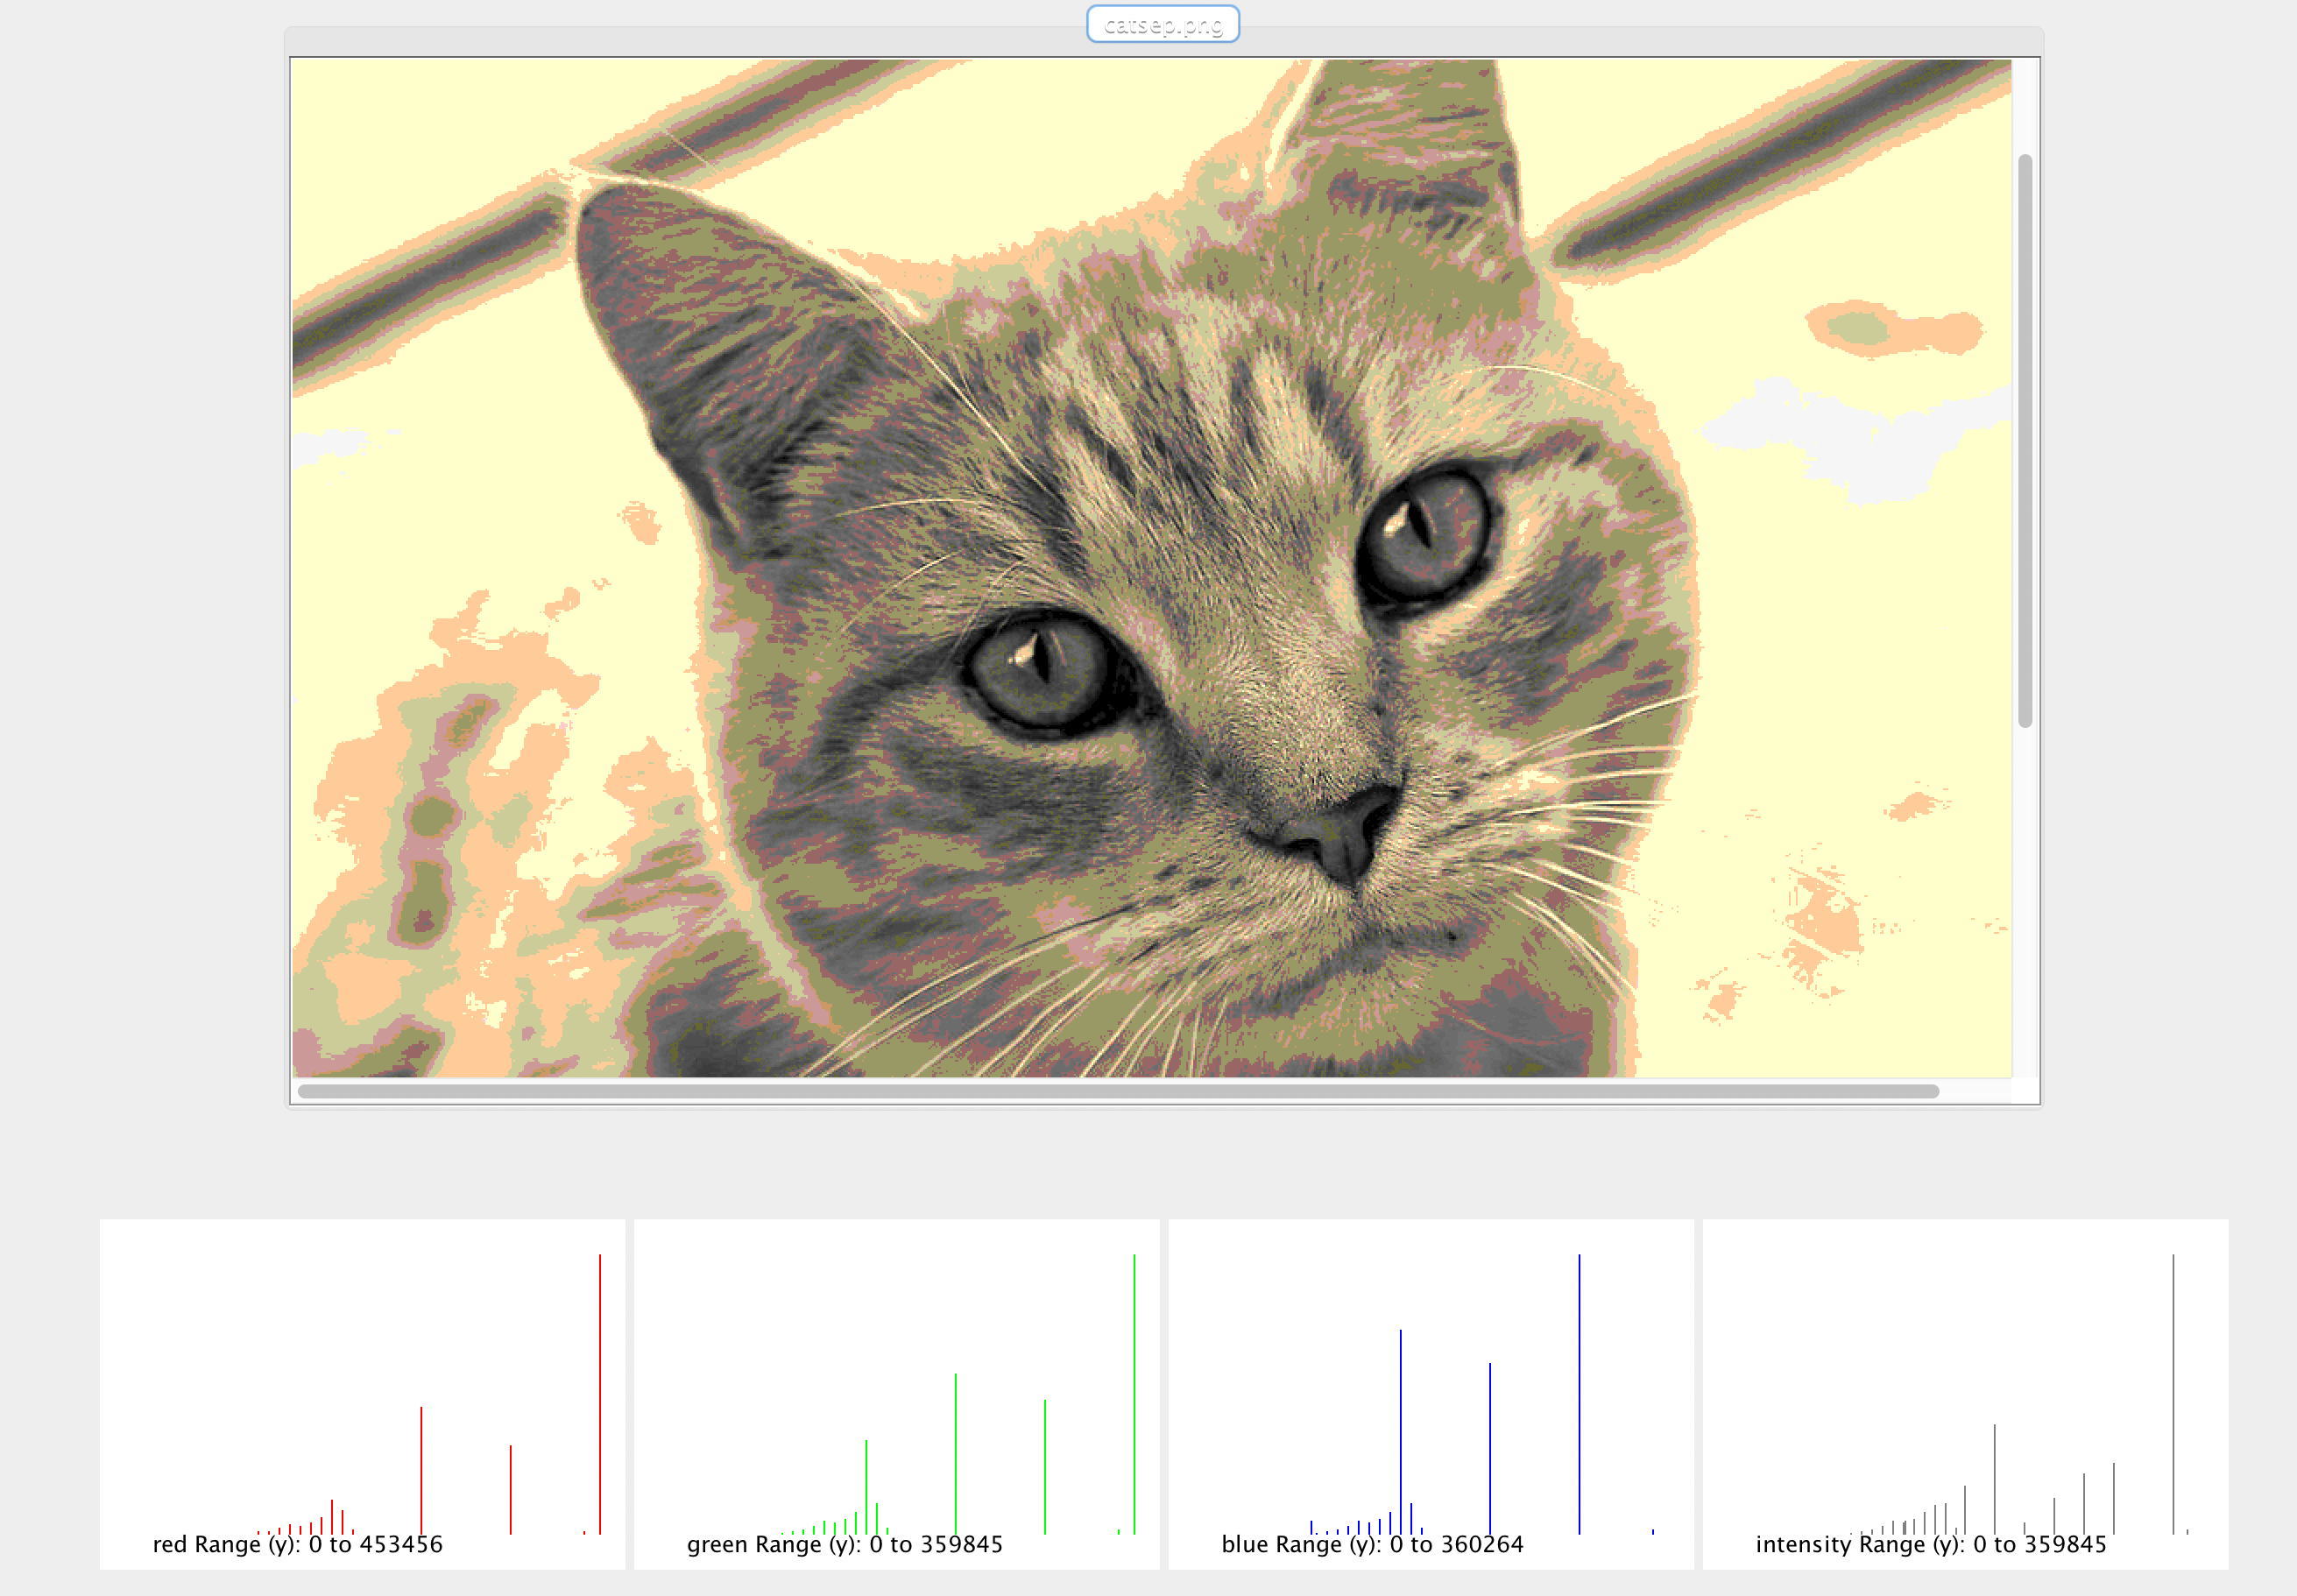 catsep.png
red Range (y): 0 to 453456
green Range (y): 0 to 359845
blue Range (y): 0 to 360264
intensity Range (y): 0 to 359845